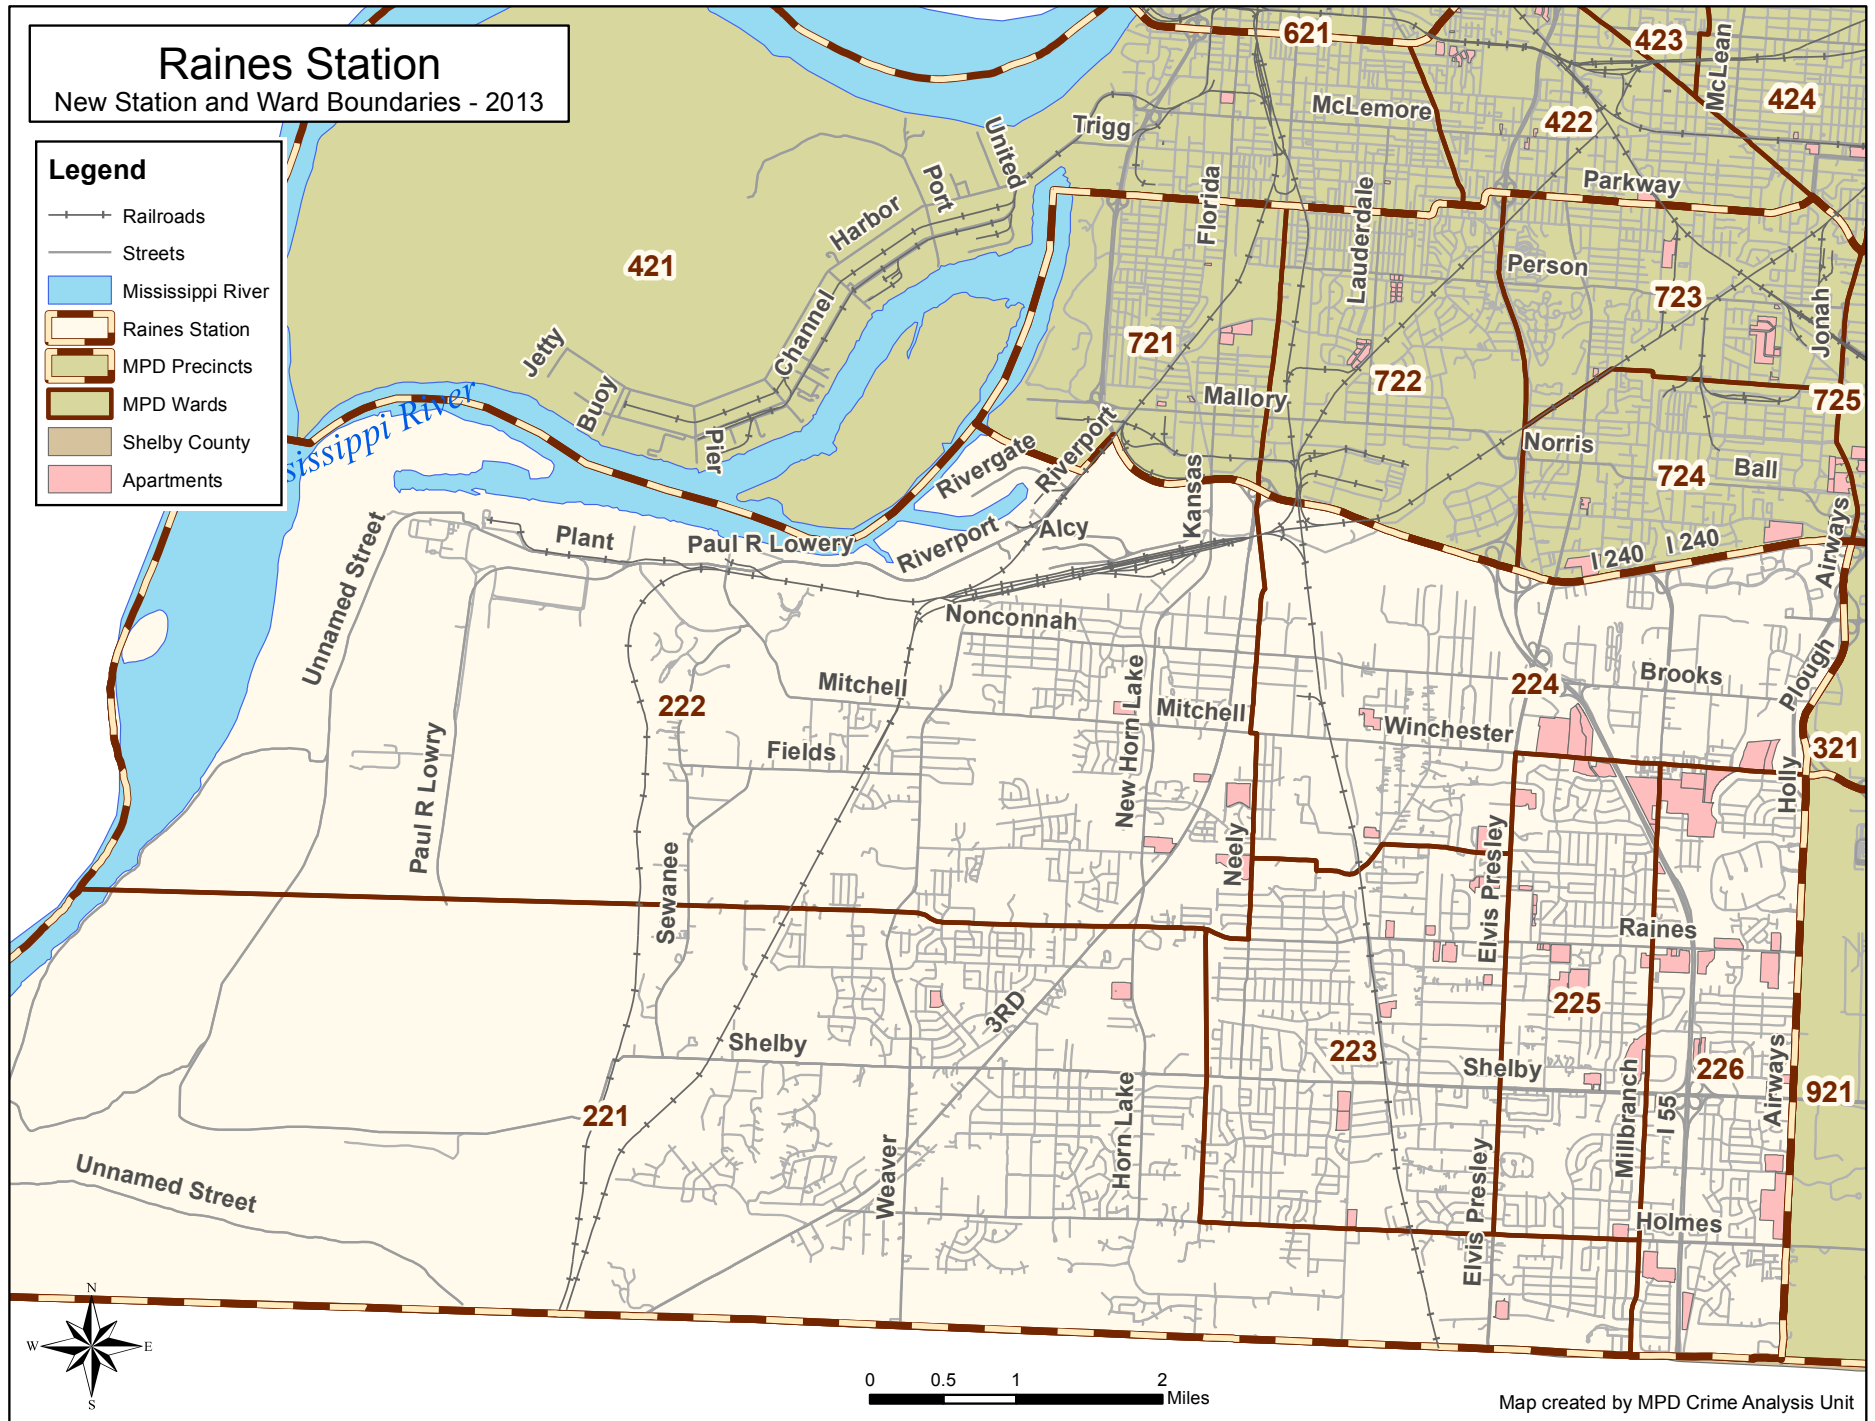 Raines Station
New Station and Ward Boundaries - 2013
Legend
Railroads
Streets
Mississippi River
Raines Station
MPD Precincts
MPD Wards
Shelby County
Apartments
621
423
McLean
424
McLemore
422
Trigg
United
Port
Harbor
Florida
Lauderdale
Parkway
421
Person
723
Jonah
Channel
Jetty
721
Mallory
722
725
Buoy
Pier
sissippi River
Rivergate
Riverport
Norris
724
Ball
Kansas
Airways
Unnamed Street
Plant
Paul R Lowery
Riverport
Alcy
I 240
I 240
Nonconnah
Mitchell
New Horn Lake
Mitchell
222
Fields
Paul R Lowry
224
Brooks
Plough
Winchester
321
Holly
Sewanee
Neely
Elvis Presley
Raines
3RD
225
Shelby
223
Shelby
226
Airways
921
221
Horn Lake
Millbranch
I 55
Weaver
Elvis Presley
Holmes
Unnamed Street
N
W
E
S
0 0.5 1 2
Miles
Map created by MPD Crime Analysis Unit